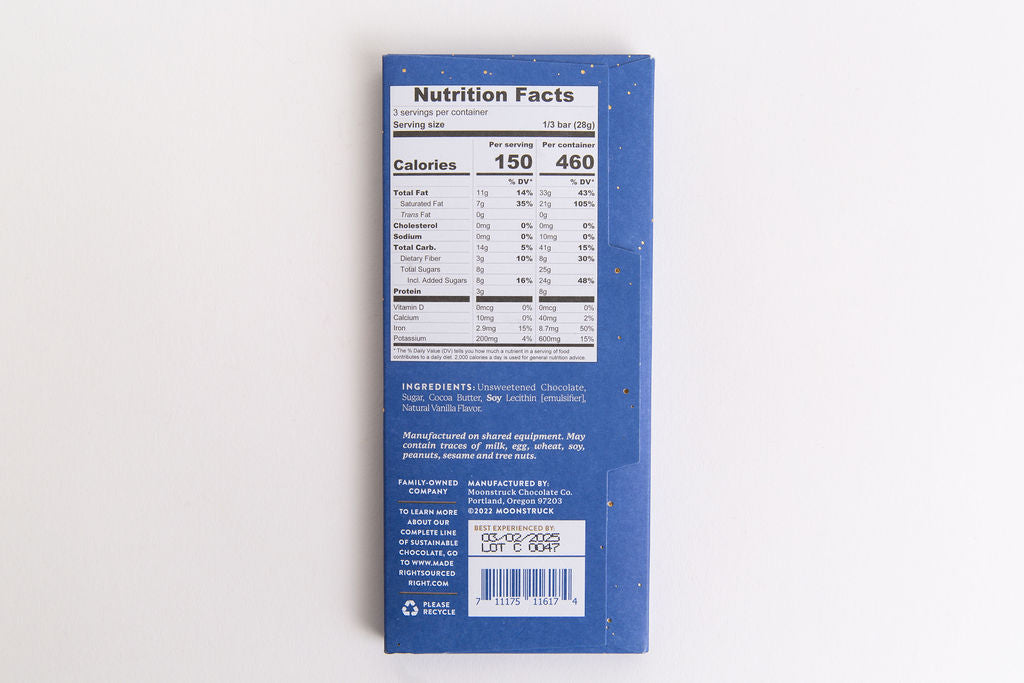 Nutrition Facts
3 servings per container
Serving size 1/3 bar (28g)
Per serving Per container
Calories 150 460
% DV* % DV*
Total Fat 11g 14% 33g 43%
Saturated Fat 7g 35% 21g 105%
Trans Fat 0g 0g
Cholesterol 0mg 0% 0mg 0%
Sodium 0mg 0% 10mg 0%
Total Carb. 14g 5% 41g 15%
Dietary Fiber 3g 10% 8g 30%
Total Sugars 8g 25g
Incl. Added Sugars 8g 16% 24g 48%
Protein 3g 8g
Vitamin D 0mcg 0% 0mcg 0%
Calcium 10mg 0% 40mg 2%
Iron 2.9mg 15% 8.7mg 50%
Potassium 200mg 4% 600mg 15%
* The % Daily Value (DV) tells you how much a nutrient in a serving of food
contributes to a daily diet. 2,000 calories a day is used for general nutrition advice.
INGREDIENTS: Unsweetened Chocolate,
Sugar, Cocoa Butter, Soy Lecithin [emulsifier],
Natural Vanilla Flavor.
Manufactured on shared equipment. May
contain traces of milk, egg, wheat, soy,
peanuts, sesame and tree nuts.
FAMILY-OWNED
COMPANY
TO LEARN MORE
ABOUT OUR
COMPLETE LINE
OF SUSTAINABLE
CHOCOLATE, GO
TO WWW.MADE
RIGHTSOURCED
RIGHT.COM
PLEASE
RECYCLE
MANUFACTURED BY:
Moonstruck Chocolate Co.
Portland, Oregon 97203
©2022 MOONSTRUCK
BEST EXPERIENCED BY:
03/02/2025
LOT C 0047
7 11175 11617 4